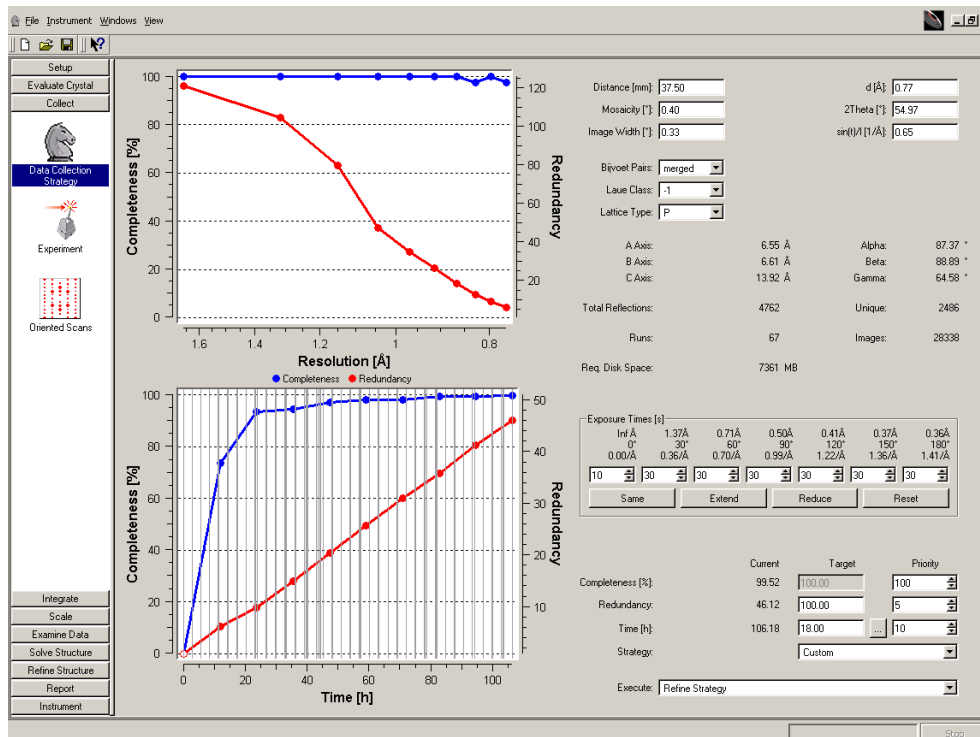 File Instrument Windows View
Setup
Evaluate Crystal
Collect
Data Collection
Strategy
Experiment
Oriented Scans
Integrate
Scale
Examine Data
Solve Structure
Refine Structure
Report
Instrument
Completeness [%]
100
80
60
40
20
0
Redundancy
120
100
80
60
40
20
1.6 1.4 1.2 1 0.8
Resolution [Å]
Completeness Redundancy
Completeness [%]
100
80
60
40
20
0
Redundancy
50
40
30
20
10
0 20 40 60 80 100
Time [h]
Distance [mm]: 37.50 d [Å]: 0.77
Mosaicity [°]: 0.40 2Theta [°]: 54.97
Image Width [°]: 0.33 sin(t)/l [1/Å]: 0.65
Bijvoet Pairs: merged
Laue Class: -1
Lattice Type: P
A Axis: 6.55 Å Alpha: 87.37 °
B Axis: 6.61 Å Beta: 88.89 °
C Axis: 13.92 Å Gamma: 64.58 °
Total Reflections: 4762 Unique: 2486
Runs: 67 Images: 28338
Req. Disk Space: 7361 MB
Exposure Times [s]
Inf Å 1.37Å 0.71Å 0.50Å 0.41Å 0.37Å 0.36Å
0° 30° 60° 90° 120° 150° 180°
0.00/Å 0.36/Å 0.70/Å 0.99/Å 1.22/Å 1.36/Å 1.41/Å
10 30 30 30 30 30 30
Same Extend Reduce Reset
Current Target Priority
Completeness [%]: 99.52 100.00 100
Redundancy: 46.12 100.00 5
Time [h]: 106.18 18.00 ... 10
Strategy: Custom
Execute: Refine Strategy
Stop